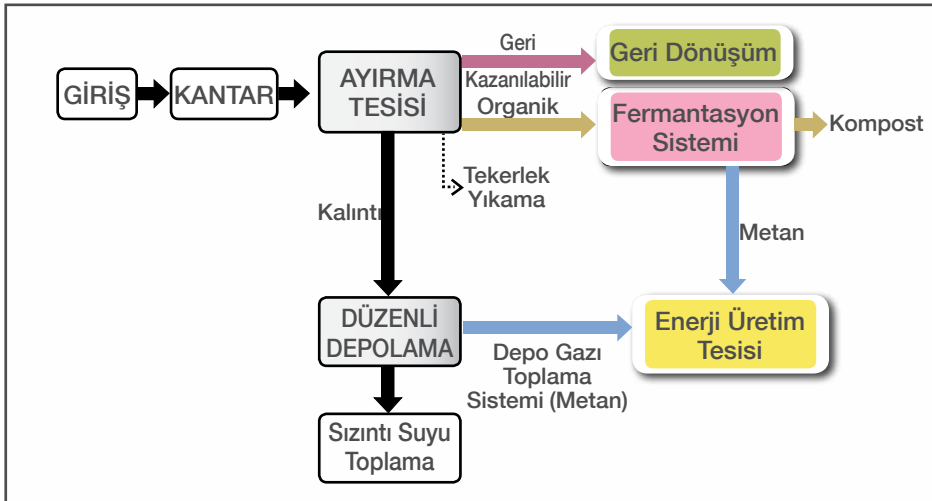 GİRİŞ
KANTAR
AYIRMA
TESİSİ
Geri
Kazanılabilir
Geri Dönüşüm
Organik
Fermantasyon
Sistemi
Kompost
Tekerlek
Yıkama
Kalıntı
Metan
DÜZENLİ
DEPOLAMA
Depo Gazı
Toplama
Sistemi (Metan)
Enerji Üretim
Tesisi
Sızıntı Suyu
Toplama